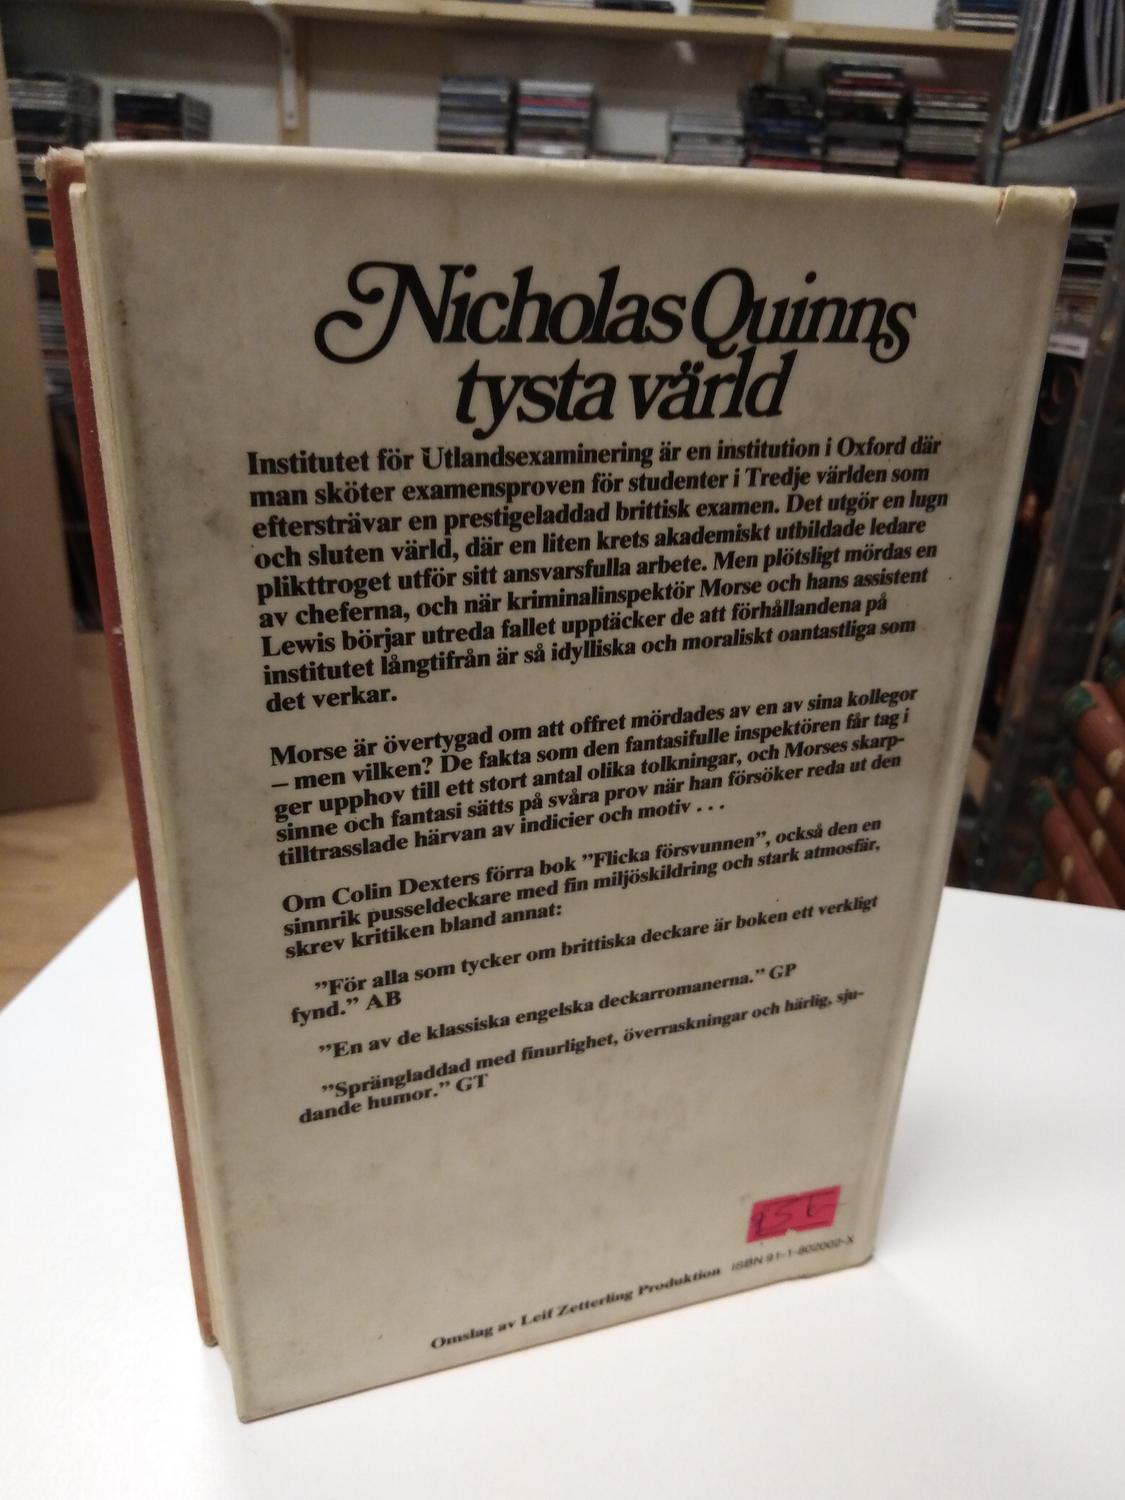 Nicholas Quinns
tysta värld
Institutet för Utlandsexaminering är en institution i Oxford där
man sköter examensproven för studenter i Tredje världen som
eftersträvar en prestigeladdad brittisk examen. Det utgör en lugn
och sluten värld, där en liten krets akademiskt utbildade ledare
plikttroget utför sitt ansvarsfulla arbete. Men plötsligt mördas en
av cheferna, och när kriminalinspektör Morse och hans assistent
Lewis börjar utreda fallet upptäcker de att förhållandena på
institutet långtifrån är så idylliska och moraliskt oantastliga som
det verkar.
Morse är övertygad om att offret mördades av en av sina kollegor
– men vilken? De fakta som den fantasifulle inspektören får tag i
ger upphov till ett stort antal olika tolkningar, och Morses skarp-
sinne och fantasi sätts på svåra prov när han försöker reda ut den
tilltrasslade härvan av indicier och motiv . . .
Om Colin Dexters förra bok ”Flicka försvunnen”, också den en
sinnrik pusseldeckare med fin miljöskildring och stark atmosfär,
skrev kritiken bland annat:
”För alla som tycker om brittiska deckare är boken ett verkligt
fynd.” AB
”En av de klassiska engelska deckarromanerna.” GP
”Sprängladdad med finurlighet, överraskningar och härlig, sju-
dande humor.” GT
Omslag av Leif Zetterling Produktion ISBN 91-1-802002-X